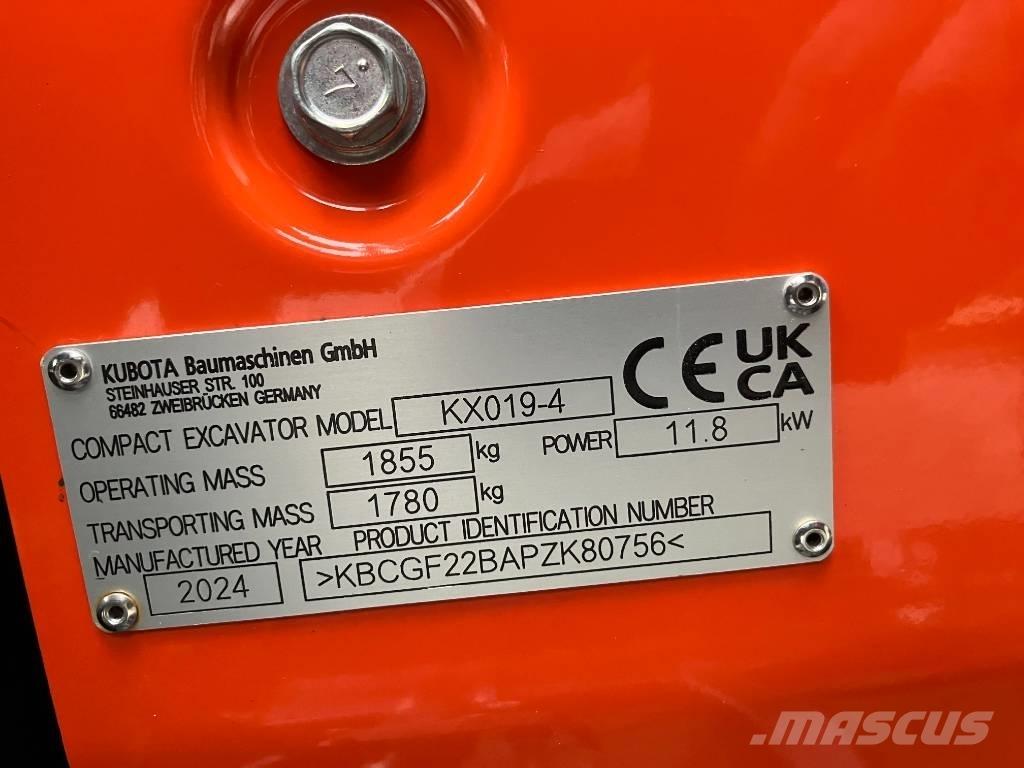 KUBOTA Baumaschinen GmbH
STEINHAUSER STR. 100
66482 ZWEIBRÜCKEN GERMANY
CE UK
CA
COMPACT EXCAVATOR MODEL KX019-4
OPERATING MASS 1855 kg POWER 11.8 kW
TRANSPORTING MASS 1780 kg
MANUFACTURED YEAR PRODUCT IDENTIFICATION NUMBER
2024 >KBCGF22BAPZK80756<
MASCUS